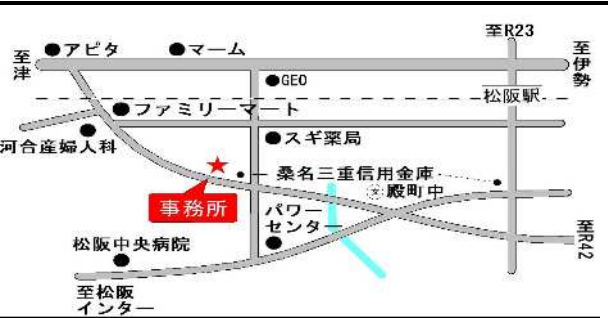 至R23
至津
アピタ
マーム
至伊勢
GEO
松阪駅
ファミリーマート
河合産婦人科
スギ薬局
桑名三重信用金庫
文殿町中
事務所
パワー
センター
松阪中央病院
至R42
至松阪
インター